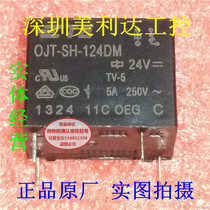 深圳美利达工控
OJT-SH-124DM
24V
TV-5
5A 250V~
1324 11C OEG C
实体经营
正品原厂 实图拍摄